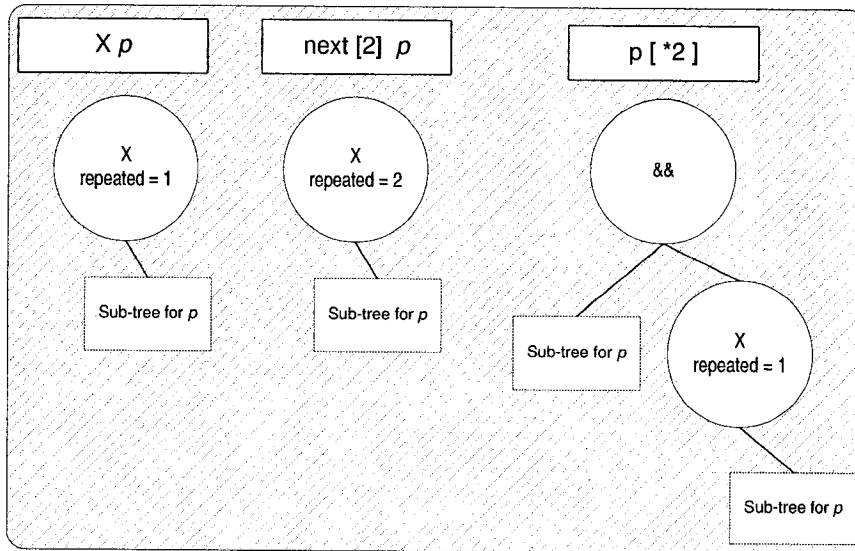 X p
next [2] p
p [ *2 ]
X
repeated = 1
X
repeated = 2
&&
Sub-tree for p
Sub-tree for p
Sub-tree for p
X
repeated = 1
Sub-tree for p